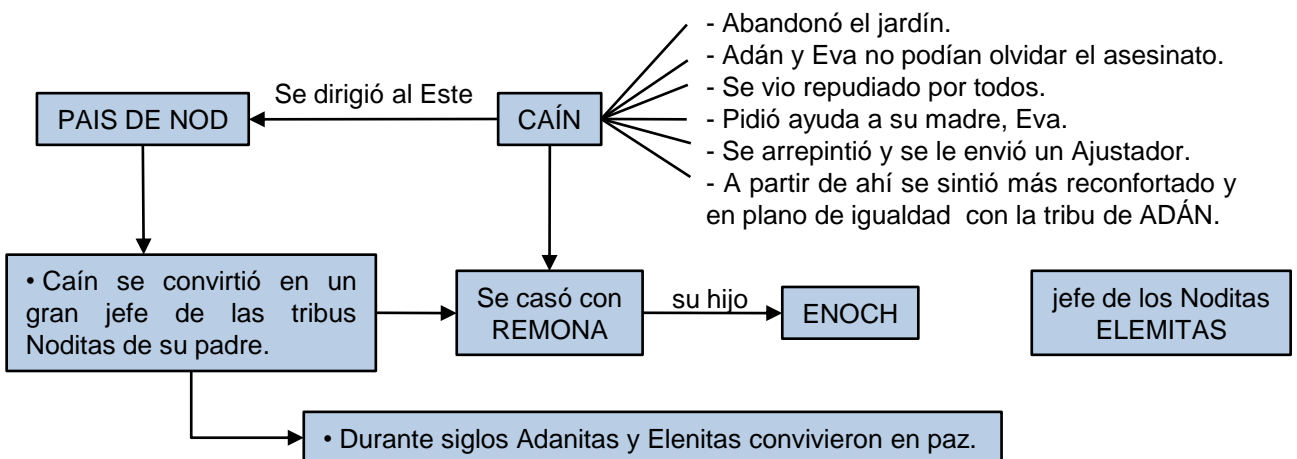 - Abandonó el jardín.
- Adán y Eva no podían olvidar el asesinato.
- Se vio repudiado por todos.
- Pidió ayuda a su madre, Eva.
- Se arrepintió y se le envió un Ajustador.
- A partir de ahí se sintió más reconfortado y
en plano de igualdad con la tribu de ADÁN.
Se dirigió al Este
PAIS DE NOD
CAÍN
• Caín se convirtió en un
gran jefe de las tribus
Noditas de su padre.
Se casó con
REMONA
su hijo
ENOCH
jefe de los Noditas
ELEMITAS
• Durante siglos Adanitas y Elenitas convivieron en paz.